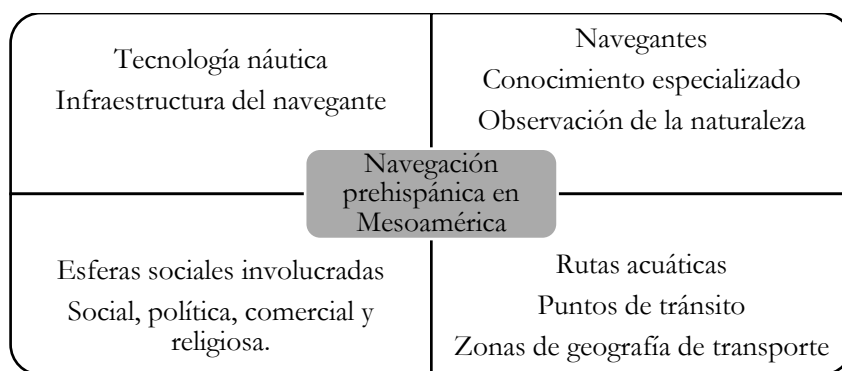 Tecnología náutica
Infraestructura del navegante
Navegantes
Conocimiento especializado
Observación de la naturaleza
Navegación
prehispánica en
Mesoamérica
Esferas sociales involucradas
Social, política, comercial y
religiosa.
Rutas acuáticas
Puntos de tránsito
Zonas de geografía de transporte